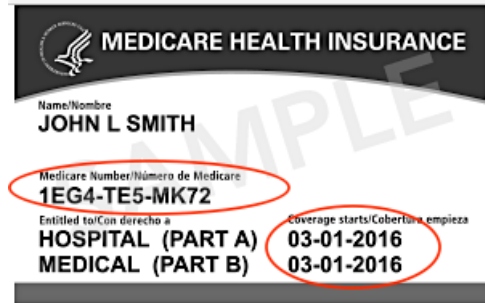 MEDICARE HEALTH INSURANCE
Name/Nombre
JOHN L SMITH
Medicare Number/Número de Medicare
1EG4-TE5-MK72
Entitled to/Con derecho a Coverage starts/Cobertura empieza
HOSPITAL (PART A) 03-01-2016
MEDICAL (PART B) 03-01-2016
SAMPLE